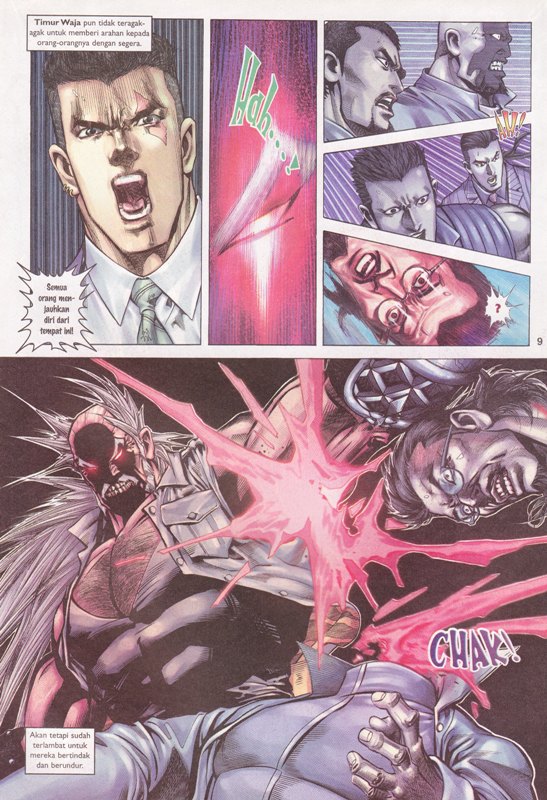 Timur Waja pun tidak teragak-
agak untuk memberi arahan kepada
orang-orangnya dengan segera.
Hah....
AH!!
Semua
orang men-
jauhkan
diri dari
tempat ini!
?
9
CHAK!
Akan tetapi sudah
terlambat untuk
mereka bertindak
dan berundur.